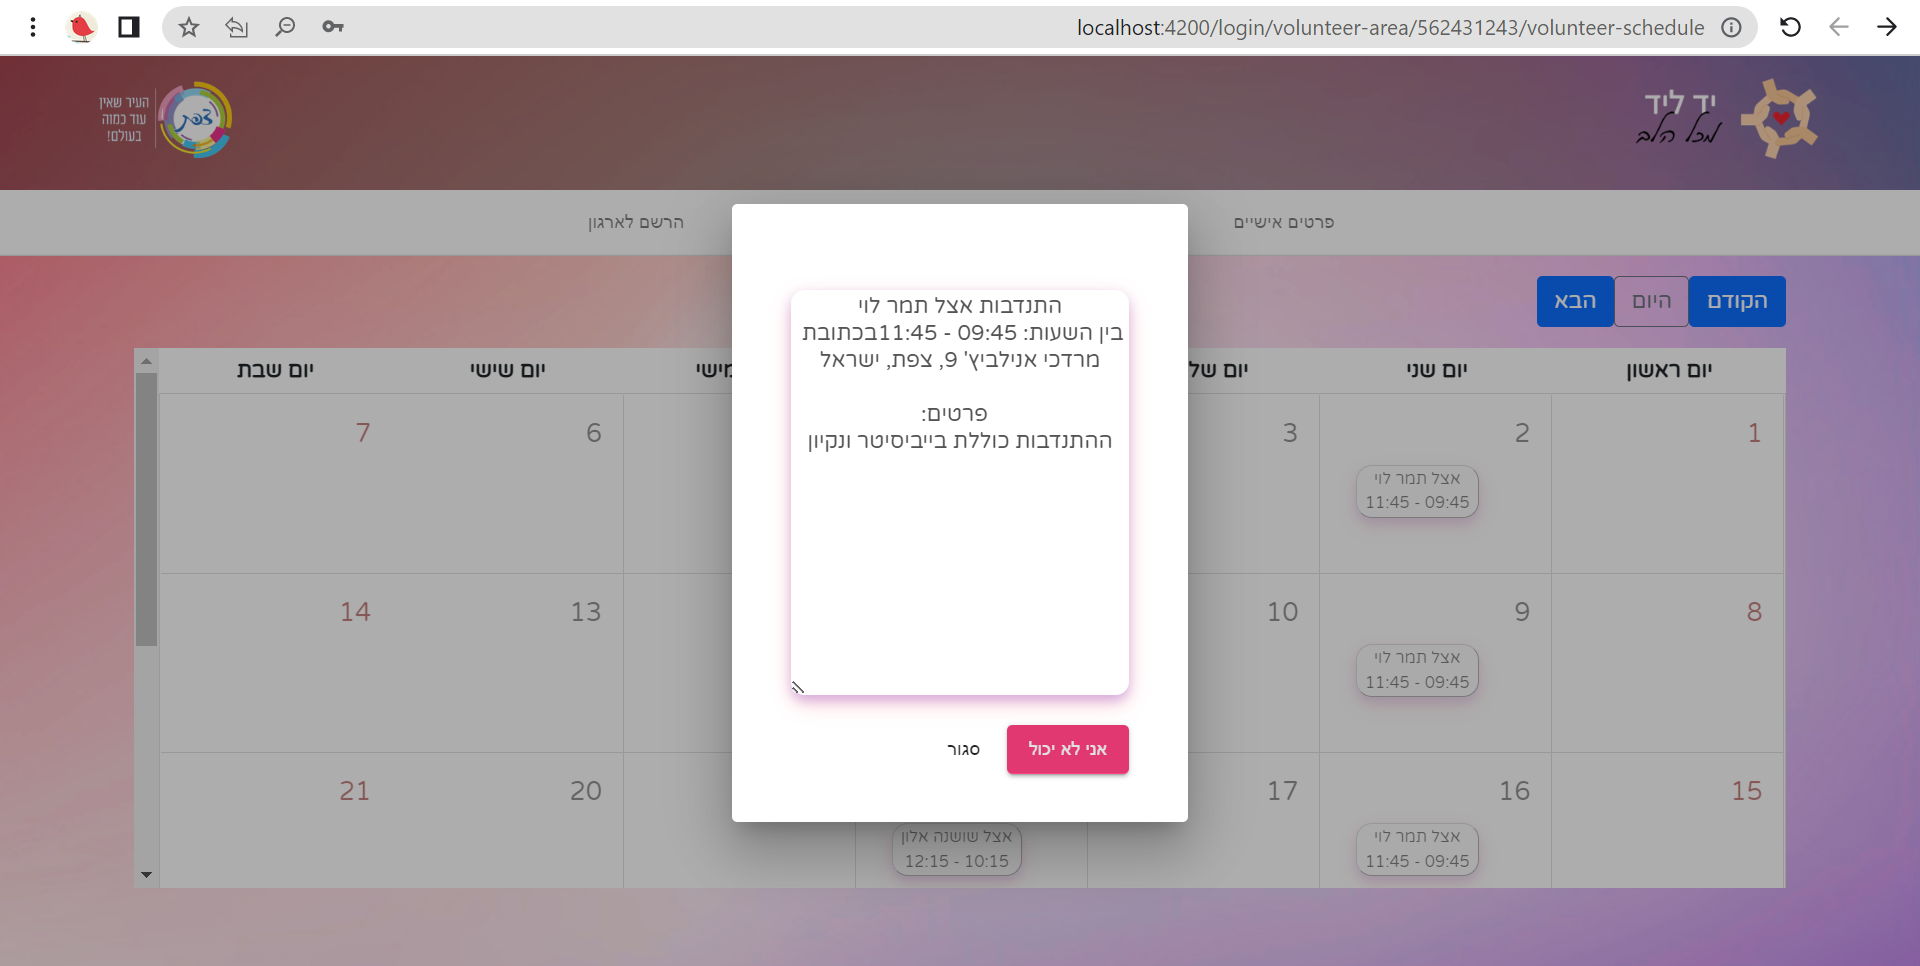 localhost:4200/login/volunteer-area/562431243/volunteer-schedule
יד ליד
מכל הלב
העיר שאין
עוד כמוה
בעולם!
צפת
פרטים אישיים
הרשם לארגון
הקודם
היום
הבא
יום ראשון
יום שני
יום של
מישי
יום שישי
יום שבת
1
2
3
6
7
אצל תמר לוי
09:45 - 11:45
8
9
10
13
14
אצל תמר לוי
09:45 - 11:45
15
16
17
20
21
אצל תמר לוי
09:45 - 11:45
אצל שושנה אלון
10:15 - 12:15
התנדבות אצל תמר לוי
בין השעות: 09:45 - 11:45בכתובת
מרדכי אנילביץ' 9, צפת, ישראל
פרטים:
ההתנדבות כוללת בייביסיטר ונקיון
אני לא יכול
סגור